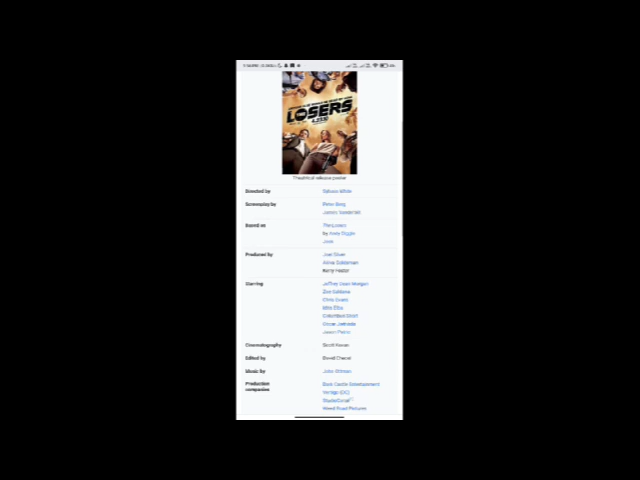 LOSERS
Theatrical release poster
Directed by
Sylvain White
Screenplay by
Peter Berg
James Vanderbilt
Based on
The Losers
by Andy Diggle
Jock
Produced by
Joel Silver
Akiva Goldsman
Kerry Foster
Starring
Jeffrey Dean Morgan
Zoe Saldana
Chris Evans
Idris Elba
Columbus Short
Óscar Jaenada
Jason Patric
Cinematography
Scott Kevan
Edited by
David Checel
Music by
John Ottman
Production
companies
Dark Castle Entertainment
Vertigo (DC)
StudioCanal
Weed Road Pictures